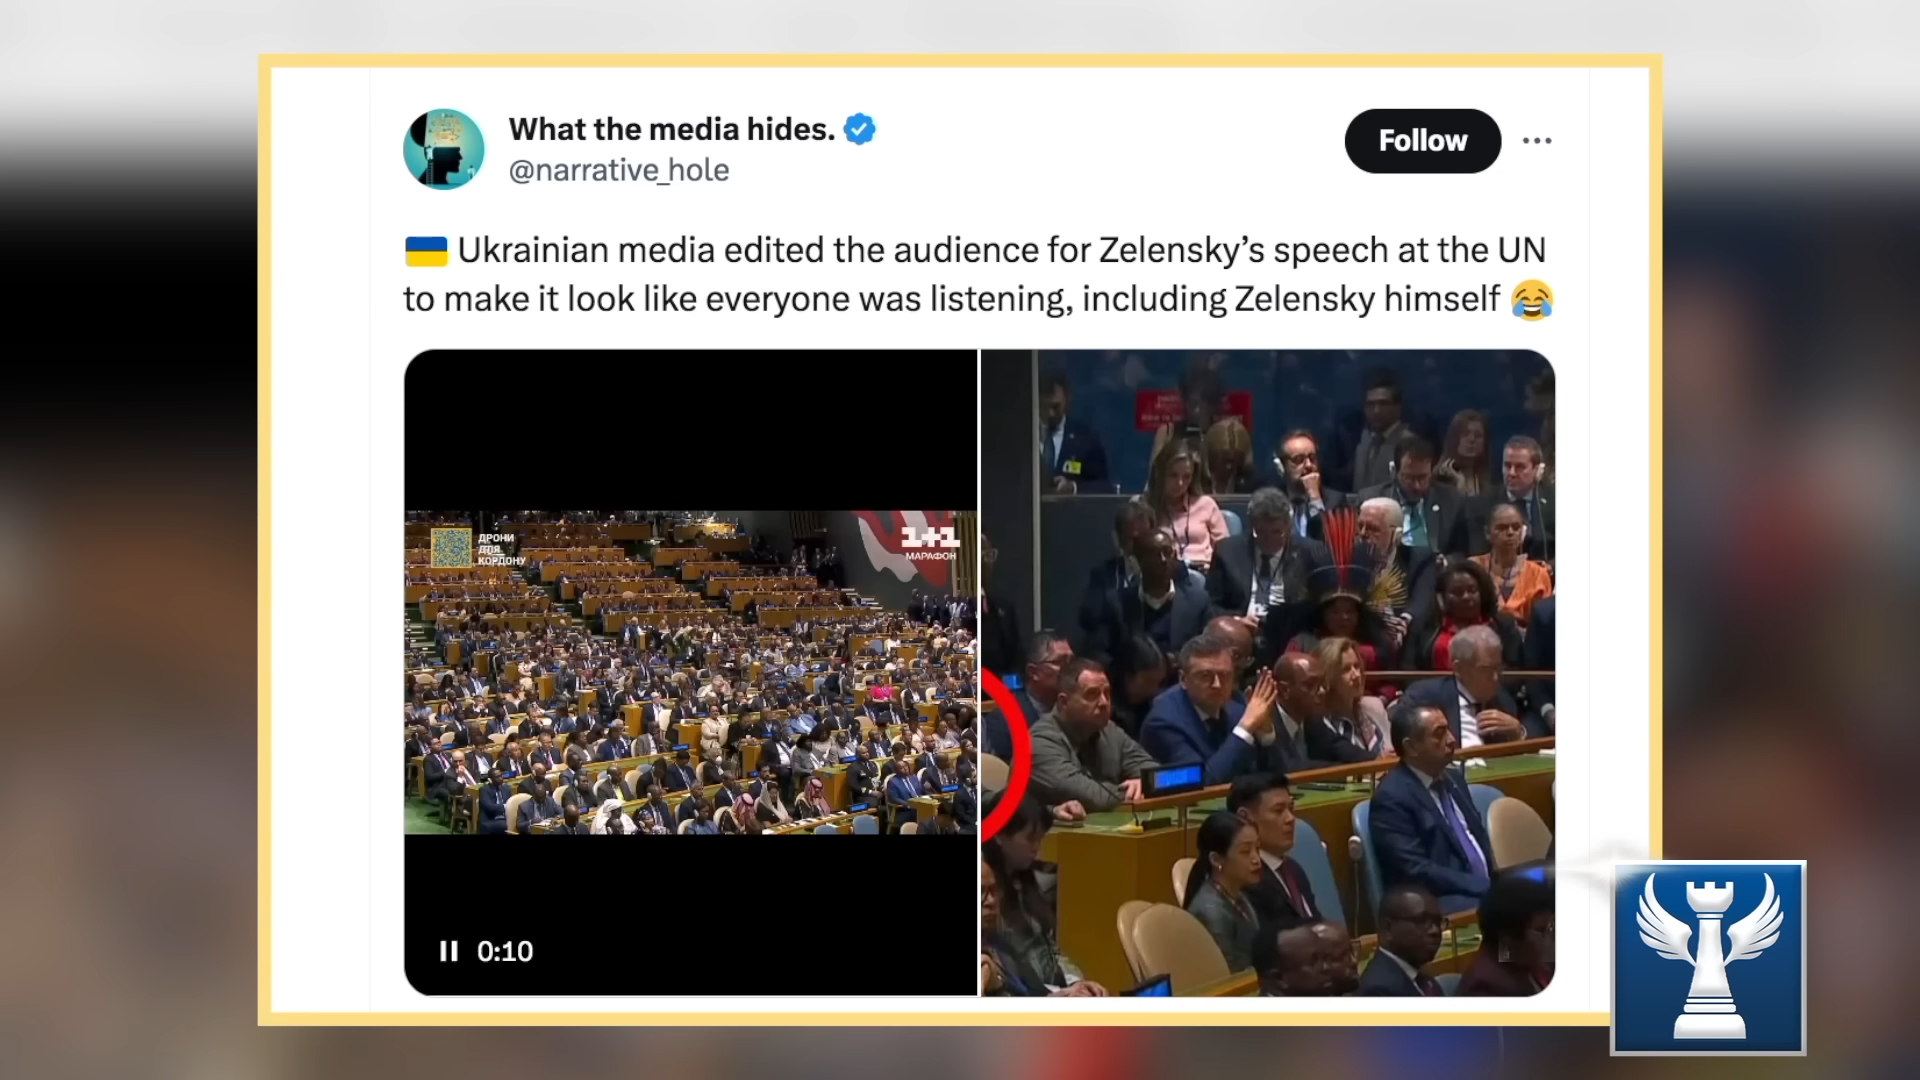 What the media hides.
@narrative_hole
Follow
Ukrainian media edited the audience for Zelensky’s speech at the UN
to make it look like everyone was listening, including Zelensky himself 😂
ДРОНИ
ДЛЯ
КОРДОНУ
1+1
МАРАФОН
0:10